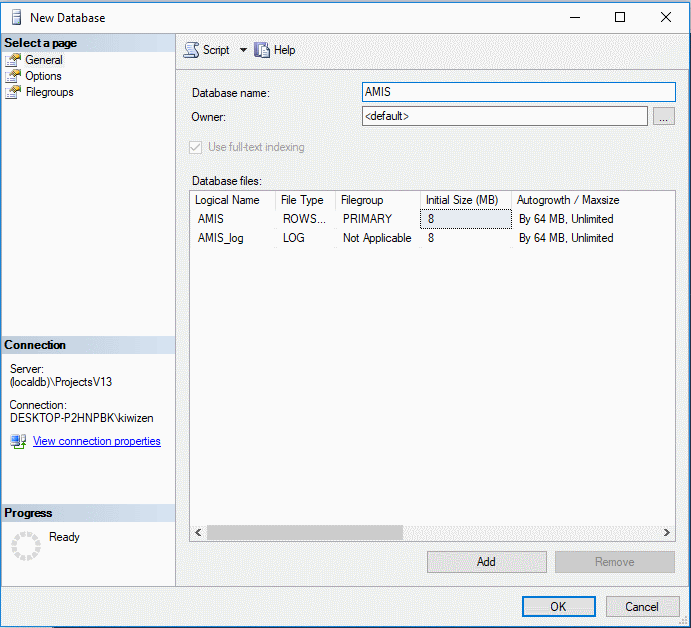 New Database
Select a page
General
Options
Filegroups
Script Help
Database name: AMIS
Owner: <default> ...
Use full-text indexing
Database files:
Logical Name File Type Filegroup Initial Size (MB) Autogrowth / Maxsize
AMIS ROWS... PRIMARY 8 By 64 MB, Unlimited
AMIS_log LOG Not Applicable 8 By 64 MB, Unlimited
Connection
Server:
(localdb)\ProjectsV13
Connection:
DESKTOP-P2HNPBK\kiwizen
View connection properties
Progress
Ready
Add Remove
OK Cancel